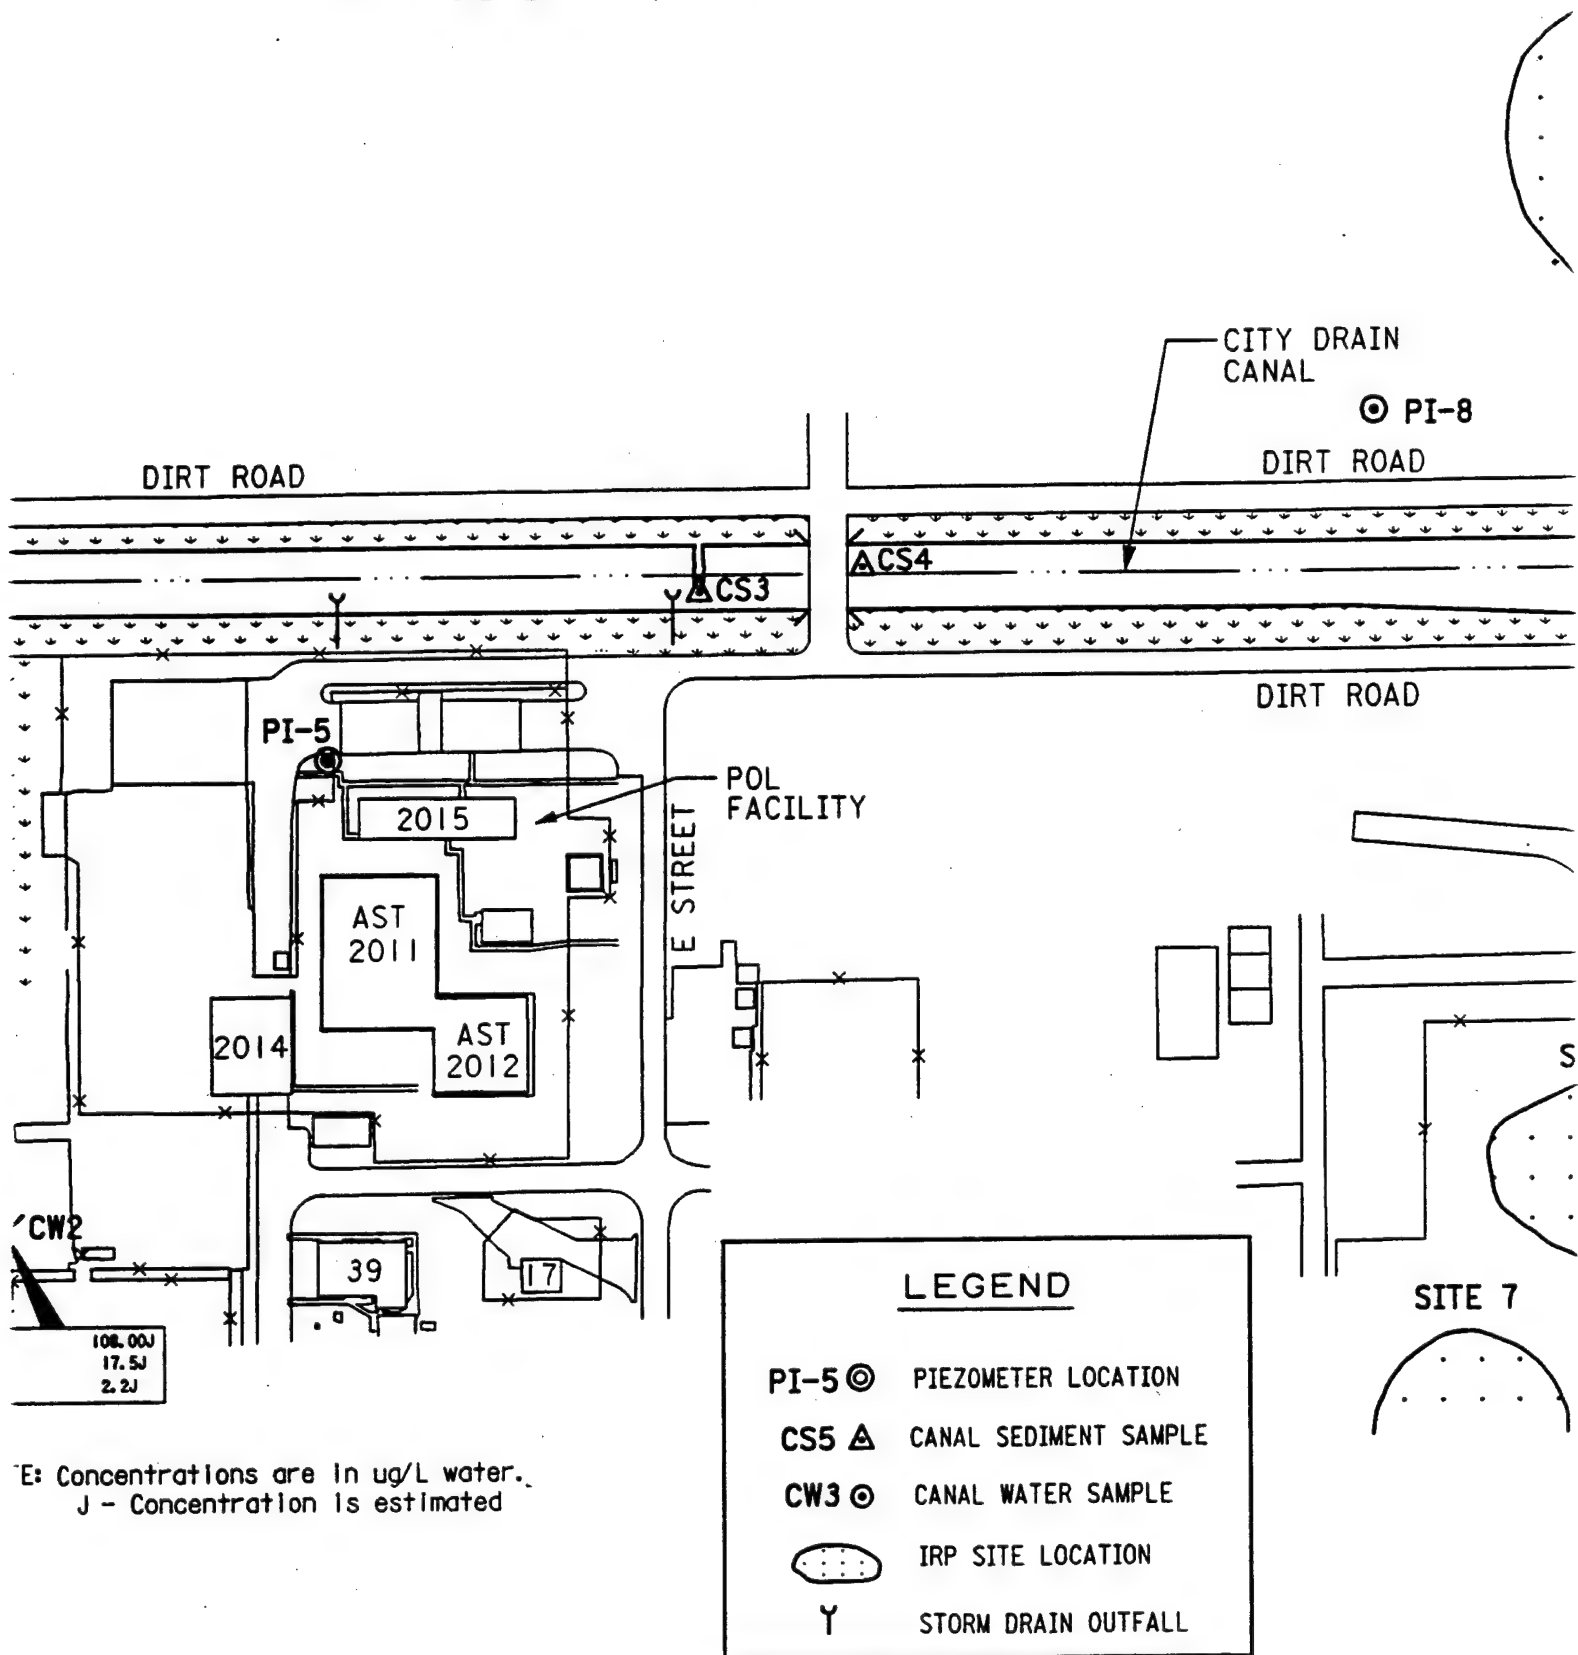 CITY DRAIN
CANAL
PI-8
DIRT ROAD
DIRT ROAD
CS4
CS3
DIRT ROAD
PI-5
POL
FACILITY
2015
E STREET
AST
2011
2014
AST
2012
S
CW2
39
17
108.00J
17.5J
2.2J
SITE 7
LEGEND
PI-5 PIEZOMETER LOCATION
CS5 CANAL SEDIMENT SAMPLE
CW3 CANAL WATER SAMPLE
IRP SITE LOCATION
STORM DRAIN OUTFALL
E: Concentrations are in ug/L water.
J - Concentration is estimated